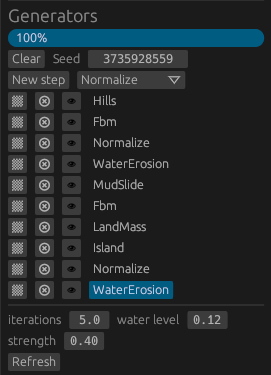 Generators
100%
Clear Seed 3735928559
New step Normalize
Hills
Fbm
Normalize
WaterErosion
MudSlide
Fbm
LandMass
Island
Normalize
WaterErosion
iterations 5.0 water level 0.12
strength 0.40
Refresh